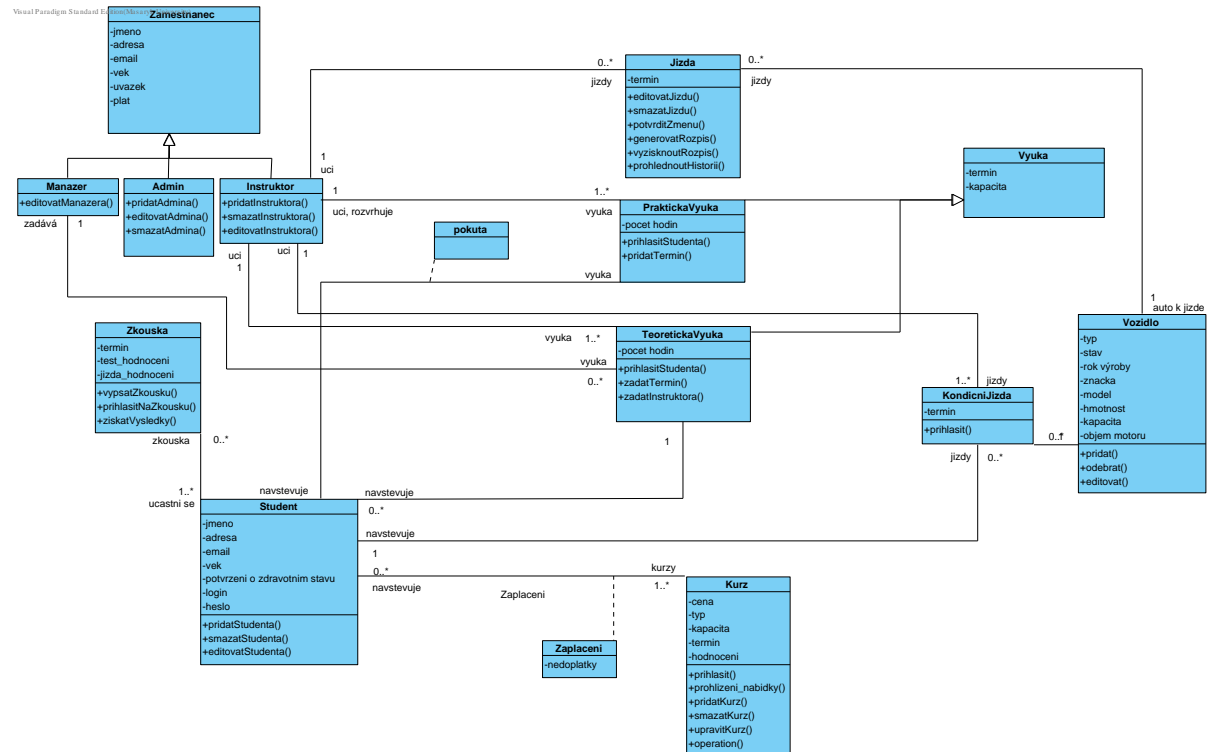 Visual Paradigm Standard Edition(Masaryk
Zamestnanec
-jmeno
-adresa
-email
-vek
-uvazek
-plat
0..*
jizdy
Jizda
-termin
+editovatJizdu()
+smazatJizdu()
+potvrditZmenu()
+generovatRozpis()
+vyzisknoutRozpis()
+prohlednoutHistorii()
0..*
jizdy
Vyuka
-termin
-kapacita
Manazer
+editovatManazera()
zadává
1
Admin
+pridatAdmina()
+editovatAdmina()
+smazatAdmina()
1
uci
Instruktor
+pridatInstruktora()
+smazatInstruktora()
+editovatInstruktora()
1
uci, rozvrhuje
uci
1
uci
1
1..*
vyuka
PraktickaVyuka
-pocet hodin
+prihlasitStudenta()
+pridatTermin()
vyuka
pokuta
1
auto k jizde
Vozidlo
-typ
-stav
-rok výroby
-znacka
-model
-hmotnost
-kapacita
-objem motoru
+pridat()
+odebrat()
+editovat()
Zkouska
-termin
-test_hodnoceni
-jizda_hodnoceni
+vypsatZkousku()
+prihlasitNaZkousku()
+ziskatVysledky()
zkouska
0..*
vyuka
1..*
vyuka
0..*
TeoretickaVyuka
-pocet hodin
+prihlasitStudenta()
+zadatTermin()
+zadatInstruktora()
1
1..*
jizdy
KondicniJizda
-termin
+prihlasit()
0..*
jizdy
0..*
1..*
ucastni se
navstevuje
navstevuje
0..*
Student
-jmeno
-adresa
-email
-vek
-potvrzeni o zdravotnim stavu
-login
-heslo
+pridatStudenta()
+smazatStudenta()
+editovatStudenta()
navstevuje
1
0..*
navstevuje
Zaplaceni
kurzy
1..*
Zaplaceni
-nedoplatky
Kurz
-cena
-typ
-kapacita
-termin
-hodnoceni
+prihlasit()
+prohlizeni_nabidky()
+pridatKurz()
+smazatKurz()
+upravitKurz()
+operation()